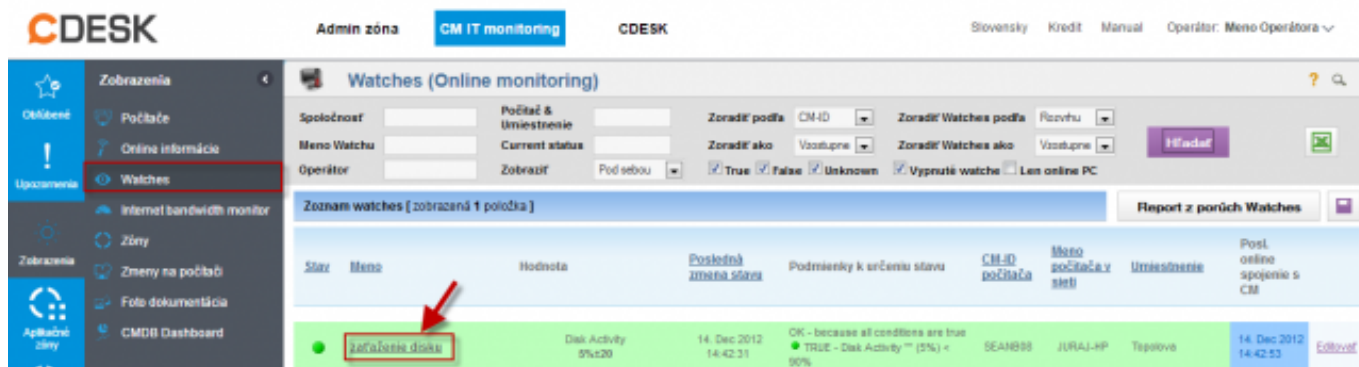 CDESK
Admin zóna CM IT monitoring CDESK
Slovensky Kredit Manual Operátor: Meno Operátora
Obľúbené
Upozornenia
Zobrazenia
Aplikačné zóny
Zobrazenia
Počítače
Online informácie
Watches
Internet bandwidth monitor
Zóny
Zmeny na počítači
Foto dokumentácia
CMDB Dashboard
Watches (Online monitoring)
?
Spoločnosť Počítač & Umiestnenie Zoradiť podľa CM-ID Zoradiť Watches podľa Rozvrhu
Meno Watchu Current status Zoradiť ako Vzostupne Zoradiť Watches ako Vzostupne Hľadať
Operátor Zobraziť Pod sebou True False Unknown Vypnuté watche Len online PC
Zoznam watches [ zobrazená 1 položka ] Report z porúch Watches
Stav Meno Hodnota Posledná zmena stavu Podmienky k určeniu stavu CM-ID počítača Meno počítača v sieti Umiestnenie Posl. online spojenie s CM
zaťaženie disku
Disk Activity
5%±20
14. Dec 2012
14:42:31
OK - because all conditions are true
TRUE - Disk Activity "" (5%) <
90%
SEANB08 JURAJ-HP Topolova
14. Dec 2012
14:42:53
Editovať